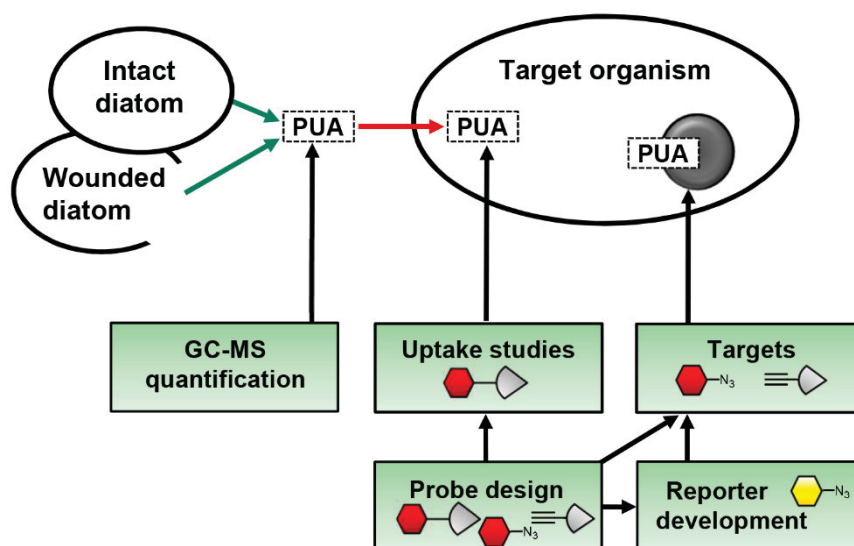 Intact
diatom
Wounded
diatom
PUA
Target organism
PUA
PUA
GC-MS
quantification
Uptake studies
Targets
N3
Probe design
N3
Reporter
development
N3